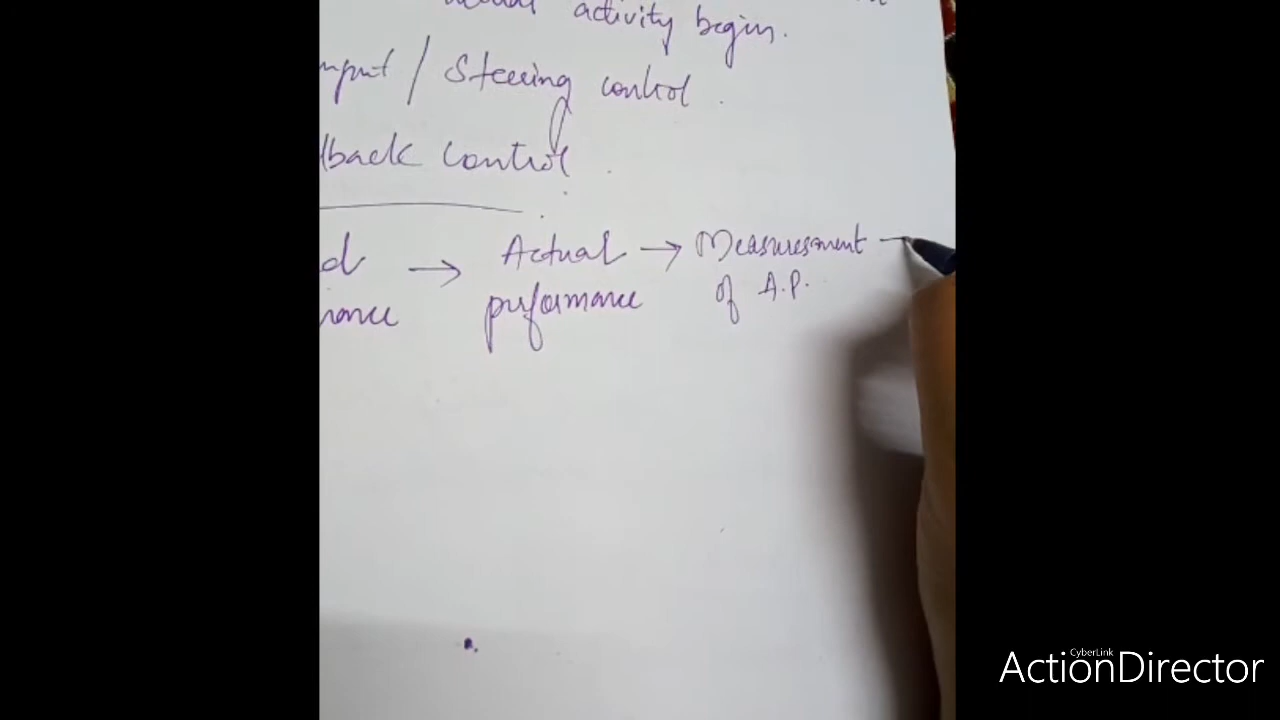 activity begin.
/ Steering control.
control.
→ Actual → Measurement →
performance of A.P.
CyberLink
ActionDirector